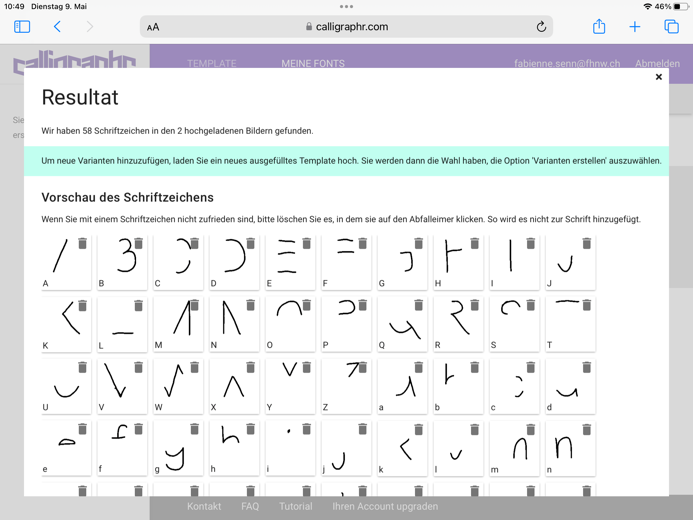 10:49 Dienstag 9. Mai
46%
AA
calligraphr.com
calligraphr
TEMPLATE
MEINE FONTS
fabienne.senn@fhnw.ch
Abmelden
Resultat
Wir haben 58 Schriftzeichen in den 2 hochgeladenen Bildern gefunden.
Um neue Varianten hinzuzufügen, laden Sie ein neues ausgefülltes Template hoch. Sie werden dann die Wahl haben, die Option 'Varianten erstellen' auszuwählen.
Vorschau des Schriftzeichens
Wenn Sie mit einem Schriftzeichen nicht zufrieden sind, bitte löschen Sie es, in dem sie auf den Abfalleimer klicken. So wird es nicht zur Schrift hinzugefügt.
A B C D E F G H I J
K L M N O P Q R S T
U V W X Y Z a b c d
e f g h i j k l m n
Kontakt FAQ Tutorial Ihren Account upgraden